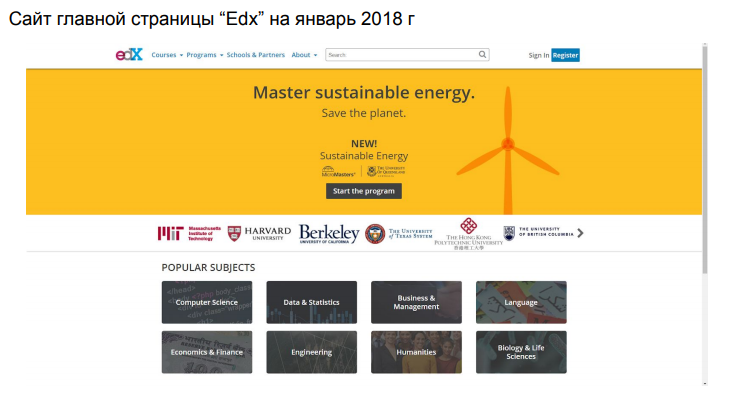 Сайт главной страницы “Edx” на январь 2018 г
edX Courses Programs Schools & Partners About Search Sign In Register
Master sustainable energy.
Save the planet.
NEW!
Sustainable Energy
MicroMasters THE UNIVERSITY OF QUEENSLAND
Start the program
MIT Massachusetts Institute of Technology
HARVARD UNIVERSITY
Berkeley UNIVERSITY OF CALIFORNIA
THE UNIVERSITY of TEXAS SYSTEM
THE HONG KONG POLYTECHNIC UNIVERSITY
香港理工大學
THE UNIVERSITY OF BRITISH COLUMBIA
POPULAR SUBJECTS
Computer Science
Data & Statistics
Business & Management
Language
Economics & Finance
Engineering
Humanities
Biology & Life Sciences